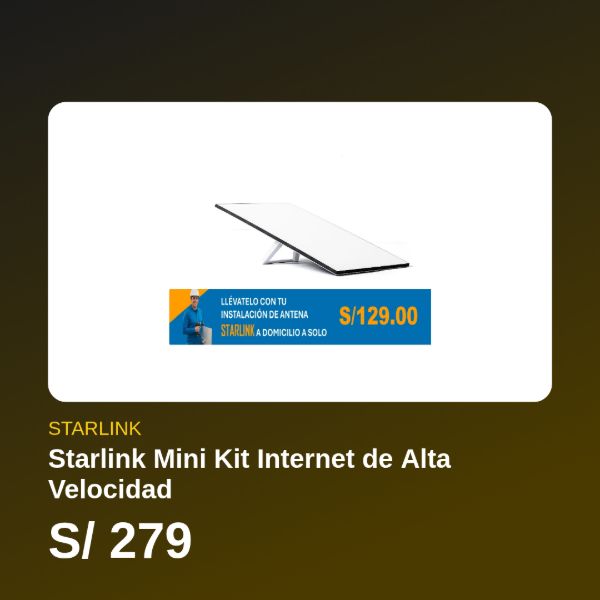 LLÉVATELO CON TU
INSTALACIÓN DE ANTENA
STARLINK A DOMICILIO A SOLO
S/129.00
STARLINK
Starlink Mini Kit Internet de Alta
Velocidad
S/ 279